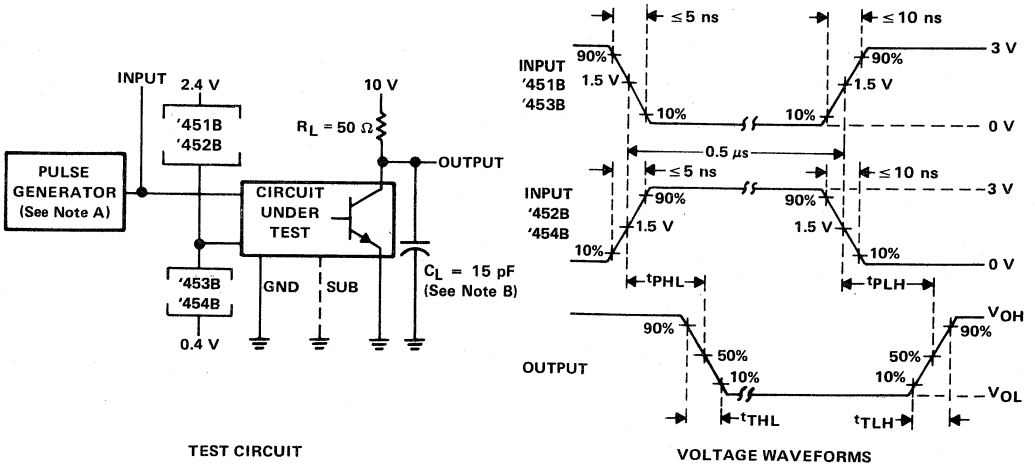 INPUT
2.4 V
'451B
'452B
PULSE
GENERATOR
(See Note A)
'453B
'454B
0.4 V
CIRCUIT
UNDER
TEST
GND
SUB
10 V
RL = 50 Ω
OUTPUT
CL = 15 pF
(See Note B)
TEST CIRCUIT
≤5 ns
≤10 ns
INPUT
'451B
'453B
90%
1.5 V
10%
10%
1.5 V
90%
3 V
0 V
0.5 μs
≤5 ns
≤10 ns
INPUT
'452B
'454B
10%
1.5 V
90%
90%
1.5 V
10%
3 V
0 V
tPHL
tPLH
OUTPUT
90%
50%
10%
10%
50%
90%
VOH
VOL
tTHL
tTLH
VOLTAGE WAVEFORMS